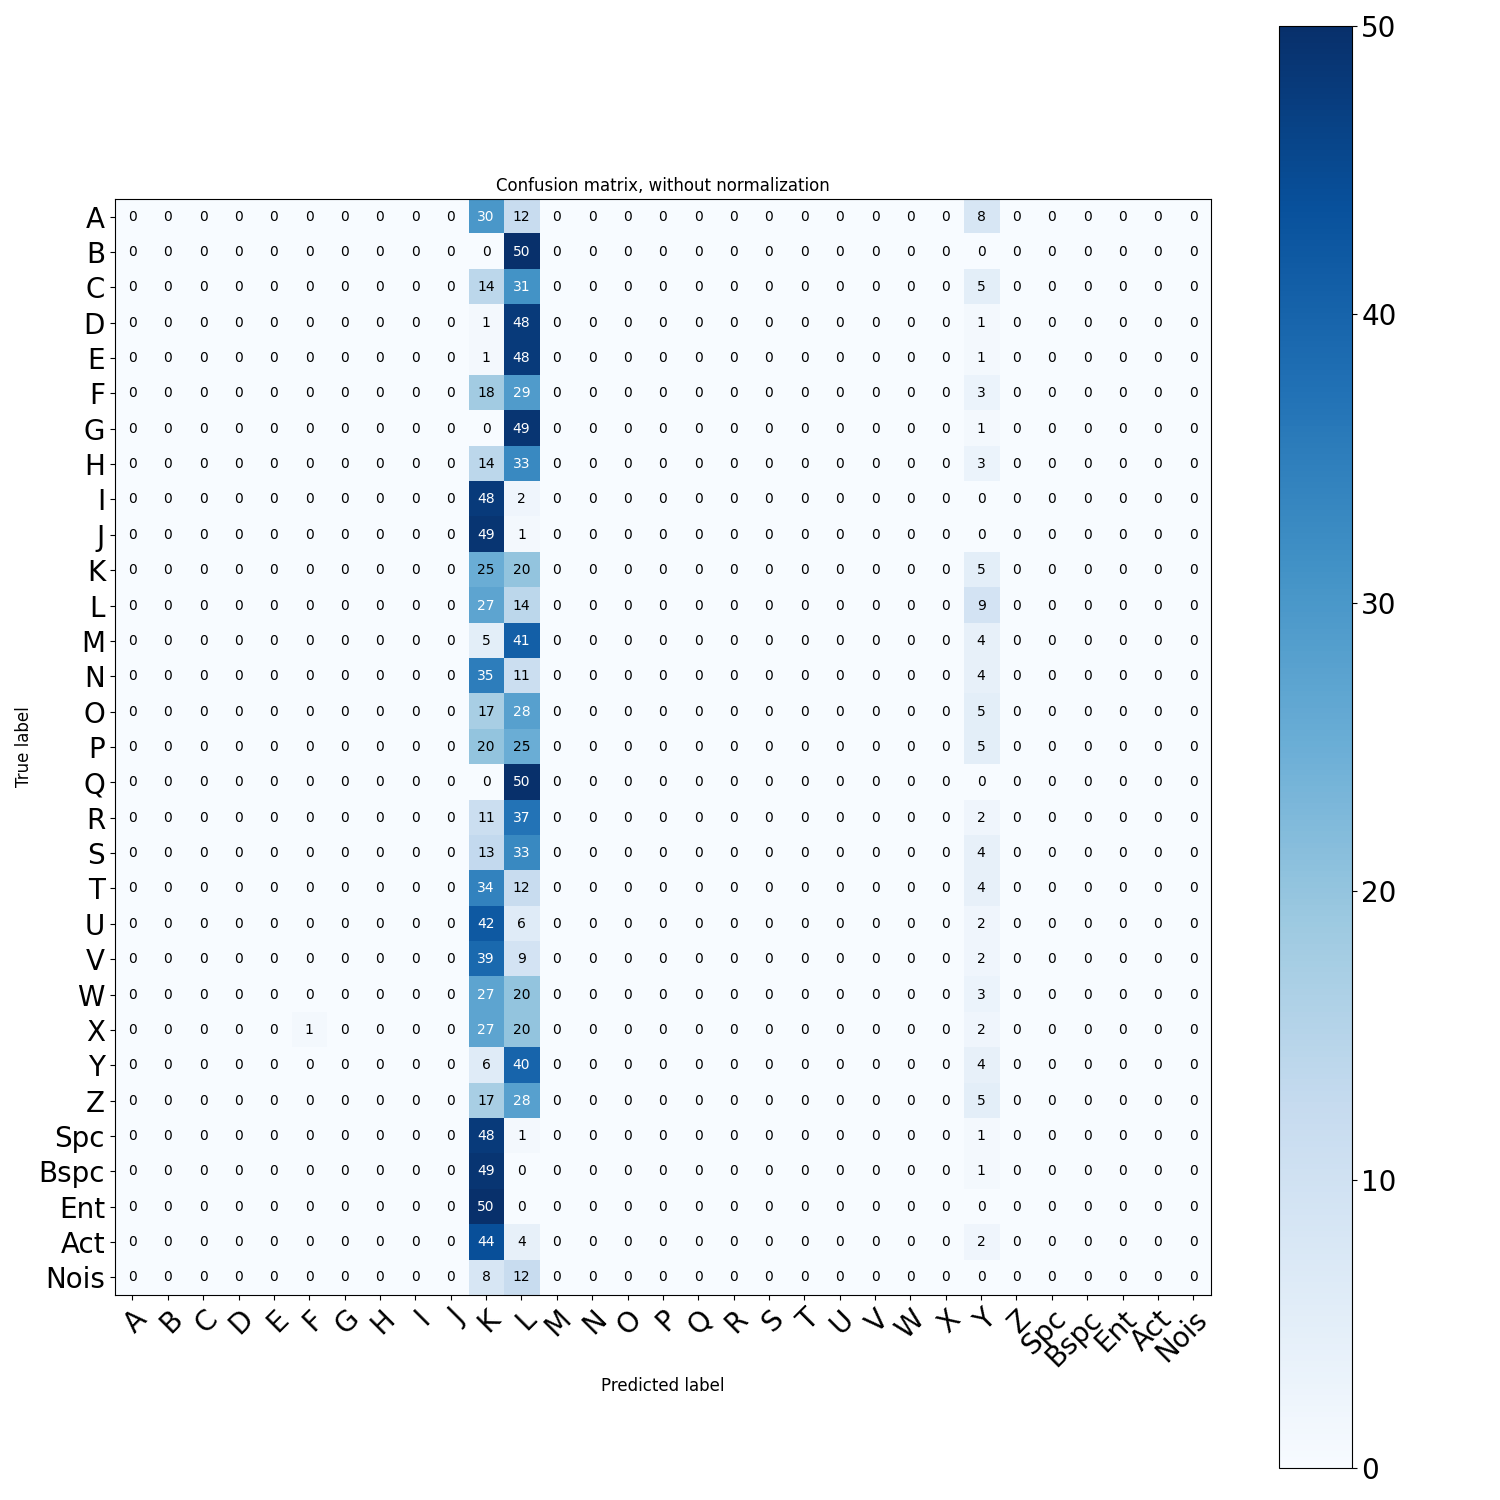 Confusion matrix, without normalization
A 0 0 0 0 0 0 0 0 0 0 30 12 0 0 0 0 0 0 0 0 0 0 0 0 8 0 0 0 0 0 0
B 0 0 0 0 0 0 0 0 0 0 0 50 0 0 0 0 0 0 0 0 0 0 0 0 0 0 0 0 0 0 0
C 0 0 0 0 0 0 0 0 0 0 14 31 0 0 0 0 0 0 0 0 0 0 0 0 5 0 0 0 0 0 0
D 0 0 0 0 0 0 0 0 0 0 1 48 0 0 0 0 0 0 0 0 0 0 0 0 1 0 0 0 0 0 0
E 0 0 0 0 0 0 0 0 0 0 1 48 0 0 0 0 0 0 0 0 0 0 0 0 1 0 0 0 0 0 0
F 0 0 0 0 0 0 0 0 0 0 18 29 0 0 0 0 0 0 0 0 0 0 0 0 3 0 0 0 0 0 0
G 0 0 0 0 0 0 0 0 0 0 0 49 0 0 0 0 0 0 0 0 0 0 0 0 1 0 0 0 0 0 0
H 0 0 0 0 0 0 0 0 0 0 14 33 0 0 0 0 0 0 0 0 0 0 0 0 3 0 0 0 0 0 0
I 0 0 0 0 0 0 0 0 0 0 48 2 0 0 0 0 0 0 0 0 0 0 0 0 0 0 0 0 0 0 0
J 0 0 0 0 0 0 0 0 0 0 49 1 0 0 0 0 0 0 0 0 0 0 0 0 0 0 0 0 0 0 0
K 0 0 0 0 0 0 0 0 0 0 25 20 0 0 0 0 0 0 0 0 0 0 0 0 5 0 0 0 0 0 0
L 0 0 0 0 0 0 0 0 0 0 27 14 0 0 0 0 0 0 0 0 0 0 0 0 9 0 0 0 0 0 0
M 0 0 0 0 0 0 0 0 0 0 5 41 0 0 0 0 0 0 0 0 0 0 0 0 4 0 0 0 0 0 0
N 0 0 0 0 0 0 0 0 0 0 35 11 0 0 0 0 0 0 0 0 0 0 0 0 4 0 0 0 0 0 0
O 0 0 0 0 0 0 0 0 0 0 17 28 0 0 0 0 0 0 0 0 0 0 0 0 5 0 0 0 0 0 0
P 0 0 0 0 0 0 0 0 0 0 20 25 0 0 0 0 0 0 0 0 0 0 0 0 5 0 0 0 0 0 0
Q 0 0 0 0 0 0 0 0 0 0 0 50 0 0 0 0 0 0 0 0 0 0 0 0 0 0 0 0 0 0 0
R 0 0 0 0 0 0 0 0 0 0 11 37 0 0 0 0 0 0 0 0 0 0 0 0 2 0 0 0 0 0 0
S 0 0 0 0 0 0 0 0 0 0 13 33 0 0 0 0 0 0 0 0 0 0 0 0 4 0 0 0 0 0 0
T 0 0 0 0 0 0 0 0 0 0 34 12 0 0 0 0 0 0 0 0 0 0 0 0 4 0 0 0 0 0 0
U 0 0 0 0 0 0 0 0 0 0 42 6 0 0 0 0 0 0 0 0 0 0 0 0 2 0 0 0 0 0 0
V 0 0 0 0 0 0 0 0 0 0 39 9 0 0 0 0 0 0 0 0 0 0 0 0 2 0 0 0 0 0 0
W 0 0 0 0 0 0 0 0 0 0 27 20 0 0 0 0 0 0 0 0 0 0 0 0 3 0 0 0 0 0 0
X 0 0 0 0 0 1 0 0 0 0 27 20 0 0 0 0 0 0 0 0 0 0 0 0 2 0 0 0 0 0 0
Y 0 0 0 0 0 0 0 0 0 0 6 40 0 0 0 0 0 0 0 0 0 0 0 0 4 0 0 0 0 0 0
Z 0 0 0 0 0 0 0 0 0 0 17 28 0 0 0 0 0 0 0 0 0 0 0 0 5 0 0 0 0 0 0
Spc 0 0 0 0 0 0 0 0 0 0 48 1 0 0 0 0 0 0 0 0 0 0 0 0 1 0 0 0 0 0 0
Bspc 0 0 0 0 0 0 0 0 0 0 49 0 0 0 0 0 0 0 0 0 0 0 0 0 1 0 0 0 0 0 0
Ent 0 0 0 0 0 0 0 0 0 0 50 0 0 0 0 0 0 0 0 0 0 0 0 0 0 0 0 0 0 0 0
Act 0 0 0 0 0 0 0 0 0 0 44 4 0 0 0 0 0 0 0 0 0 0 0 0 2 0 0 0 0 0 0
Nois 0 0 0 0 0 0 0 0 0 0 8 12 0 0 0 0 0 0 0 0 0 0 0 0 0 0 0 0 0 0 0
A B C D E F G H I J K L M N O P Q R S T U V W X Y Z Spc Bspc Ent Act Nois
Predicted label
True label
50
40
30
20
10
0